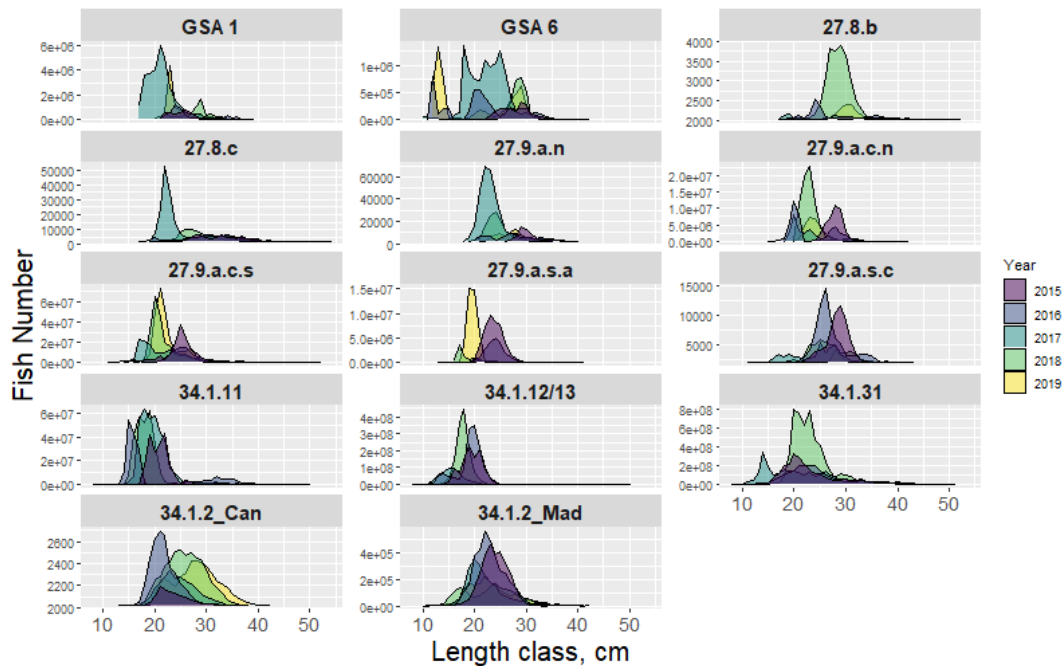 GSA 1
GSA 6
27.8.b
6e+06
4e+06
2e+06
0e+00
1e+06
5e+05
0e+00
4000
3500
3000
2500
2000
27.8.c
27.9.a.n
27.9.a.c.n
50000
40000
30000
20000
10000
0
60000
40000
20000
0
2.0e+07
1.5e+07
1.0e+07
5.0e+06
0.0e+00
27.9.a.c.s
27.9.a.s.a
27.9.a.s.c
6e+07
4e+07
2e+07
0e+00
1.5e+07
1.0e+07
5.0e+06
0.0e+00
15000
10000
5000
34.1.11
34.1.12/13
34.1.31
6e+07
4e+07
2e+07
0e+00
4e+08
3e+08
2e+08
1e+08
0e+00
8e+08
6e+08
4e+08
2e+08
0e+00
10 20 30 40 50
34.1.2_Can
34.1.2_Mad
2600
2400
2200
2000
4e+05
2e+05
0e+00
10 20 30 40 50
10 20 30 40 50
Length class, cm
Fish Number
Year
2015
2016
2017
2018
2019